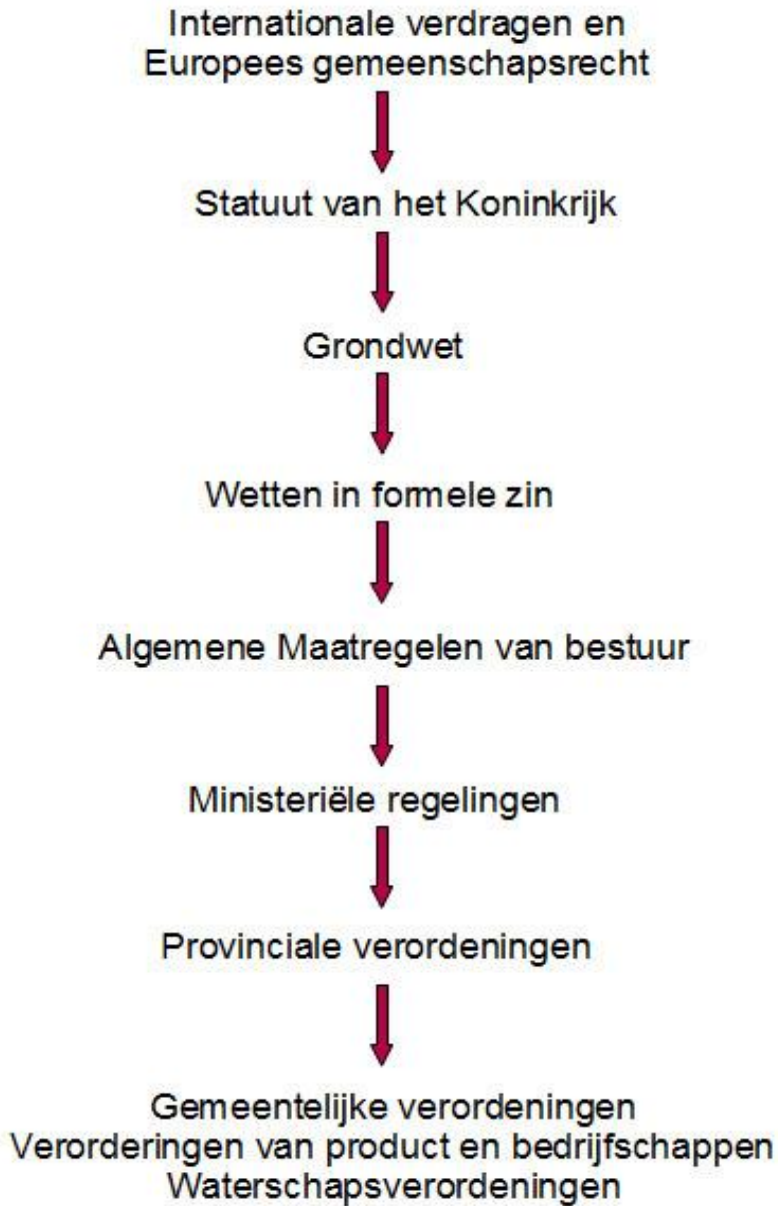 Internationale verdragen en
Europees gemeenschapsrecht
Statuut van het Koninkrijk
Grondwet
Wetten in formele zin
Algemene Maatregelen van bestuur
Ministeriële regelingen
Provinciale verordeningen
Gemeentelijke verordeningen
Verorderingen van product en bedrijfschappen
Waterschapsverordeningen